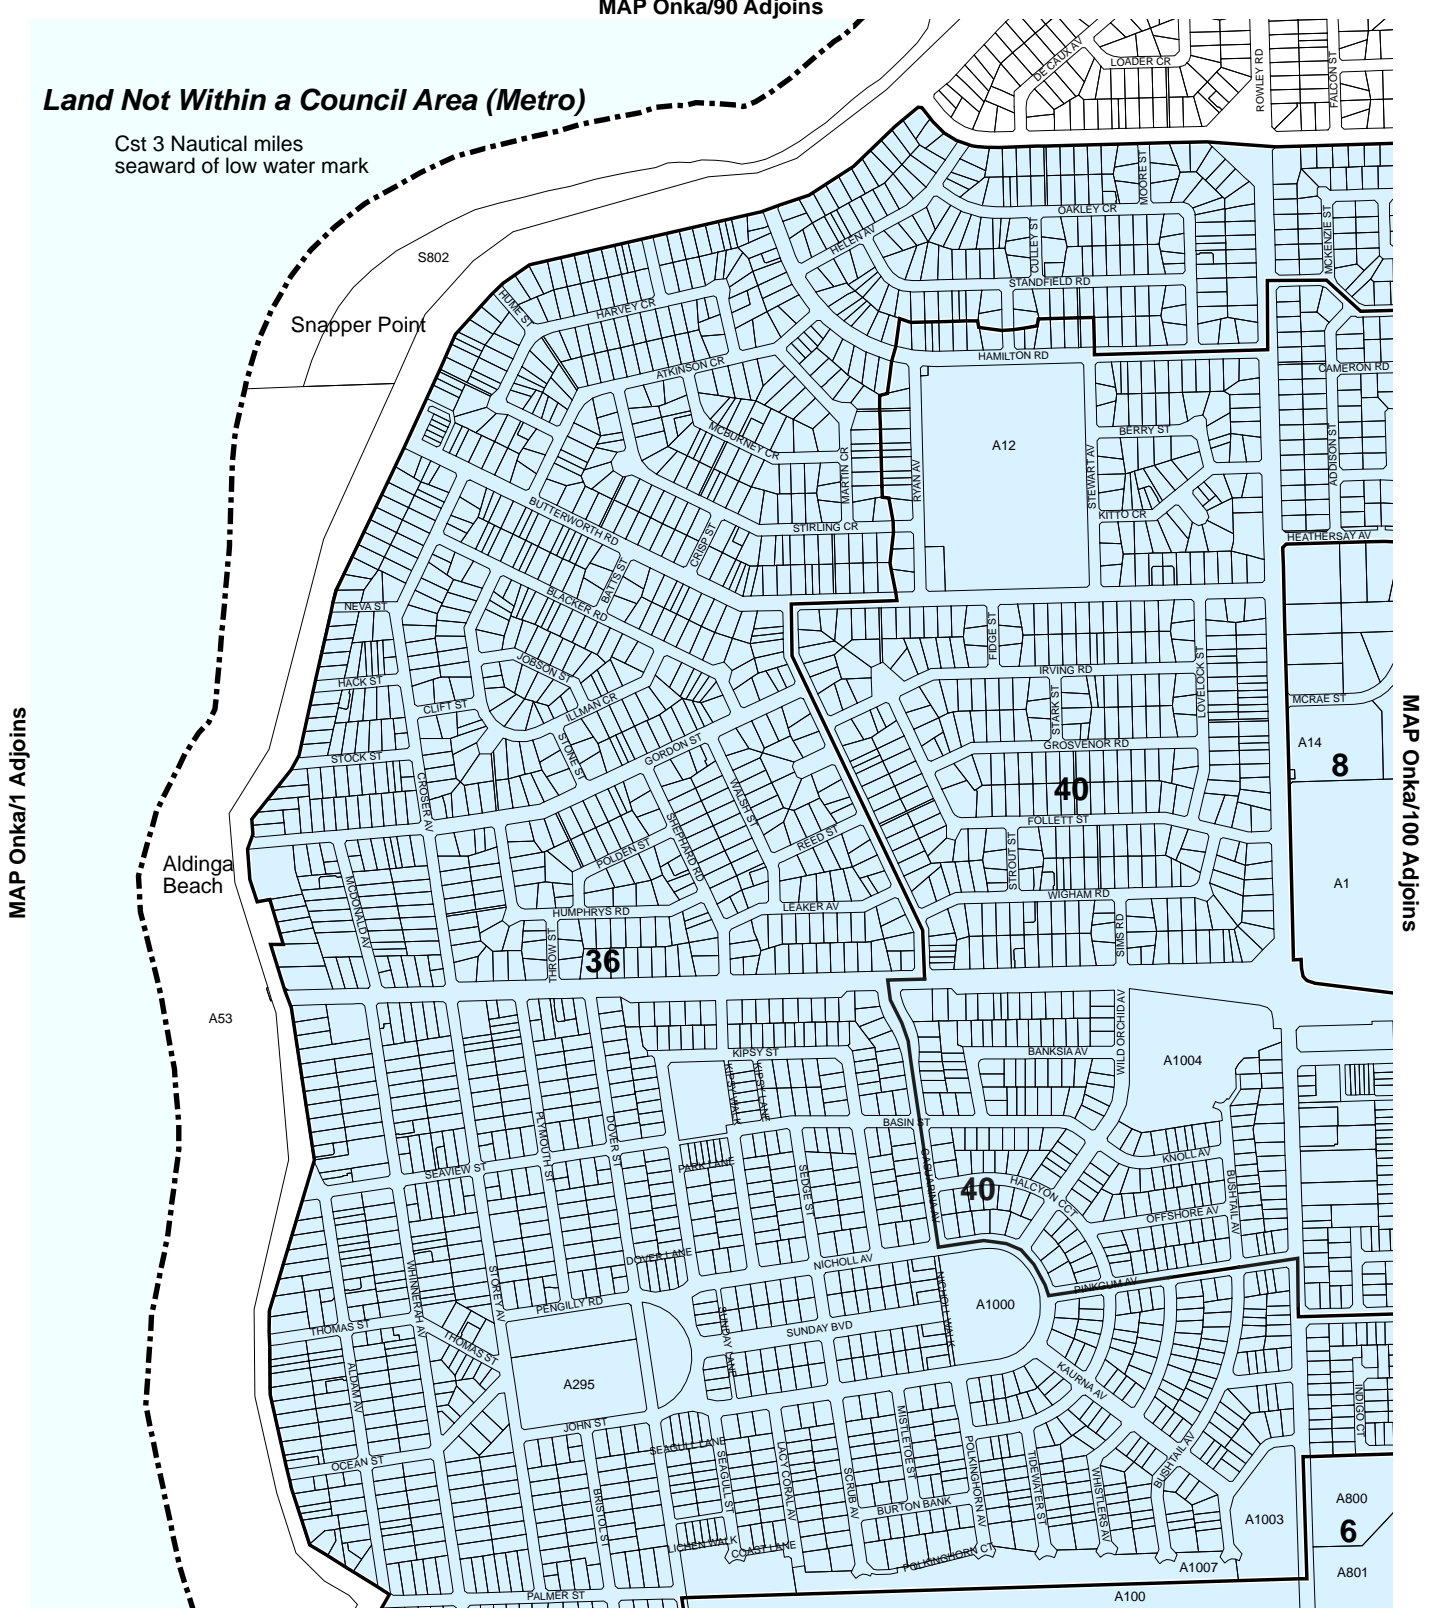 MAP Onka/90 Adjoins
DE CAUX AV
LOADER CR
ROWLEY RD
FALCON ST
Land Not Within a Council Area (Metro)
Cst 3 Nautical miles
seaward of low water mark
MOORE ST
OAKLEY CR
HELEN AV
CULLEY ST
MCKENZIE ST
S802
STANDFIELD RD
HUME ST
HARVEY CR
Snapper Point
HAMILTON RD
ATKINSON CR
CAMERON RD
MCBURNEY CR
BERRY ST
A12
MARTIN CR
RYAN AV
STEWART AV
ADDISON ST
BUTTERWORTH RD
CRISP ST
STIRLING CR
KITTO CR
HEATHERSAY AV
BATTS ST
BLACKER RD
NEVA ST
FIDGE ST
JOBSON ST
IRVING RD
LOVELOCK ST
HACK ST
CLIFT ST
ILLMAN CR
STARK ST
MCRAE ST
MAP Onka/1 Adjoins
MAP Onka/100 Adjoins
STOCK ST
STONE ST
GORDON ST
GROSVENOR RD
A14
8
CROSER AV
WALSH ST
40
FOLLETT ST
SHEPHARD RD
REED ST
POLDEN ST
STROUT ST
Aldinga
Beach
MCDONALD AV
WIGHAM RD
A1
HUMPHRYS RD
LEAKER AV
THROW ST
36
SIMS RD
A53
WILD ORCHID AV
KIPSY ST
BANKSIA AV
A1004
KIPSY WALK
KIPSY LANE
PLYMOUTH ST
DOVER ST
BASIN ST
SEAVIEW ST
PARK LANE
SEDGE ST
CASUARINA AV
KNOLL AV
40
HALCYON CCT
BUSHTAIL AV
OFFSHORE AV
DOVER LANE
NICHOLL AV
WHINNERAH AV
STOREY AV
NICHOLL WALK
PINKGUM AV
PENGILLY RD
A1000
THOMAS ST
SUNDAY LANE
SUNDAY BVD
THOMAS ST
ALDAM AV
A295
KAURNA AV
INDIGO CT
JOHN ST
MISTLETOE ST
SEAGULL LANE
OCEAN ST
SEAGULL ST
LACY CORAL AV
SCRUB AV
POLKINGHORN AV
TIDEWATER ST
WHISTLERS AV
BUSHTAIL AV
BRISTOL ST
BURTON BANK
A800
A1003
6
LICHEN WALK
COAST LANE
POLKINGHORN CT
A1007
A801
PALMER ST
A100